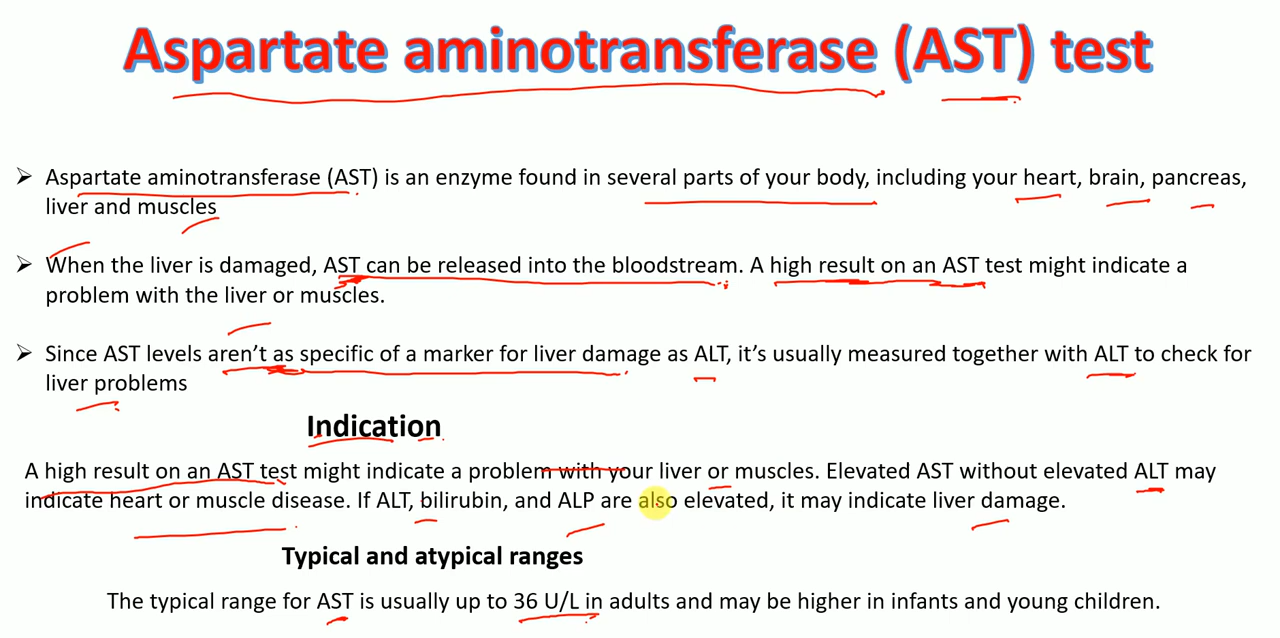 Aspartate aminotransferase (AST) test
➤ Aspartate aminotransferase (AST) is an enzyme found in several parts of your body, including your heart, brain, pancreas,
liver and muscles
➤ When the liver is damaged, AST can be released into the bloodstream. A high result on an AST test might indicate a
problem with the liver or muscles.
➤ Since AST levels aren’t as specific of a marker for liver damage as ALT, it’s usually measured together with ALT to check for
liver problems
Indication
A high result on an AST test might indicate a problem with your liver or muscles. Elevated AST without elevated ALT may
indicate heart or muscle disease. If ALT, bilirubin, and ALP are also elevated, it may indicate liver damage.
Typical and atypical ranges
The typical range for AST is usually up to 36 U/L in adults and may be higher in infants and young children.